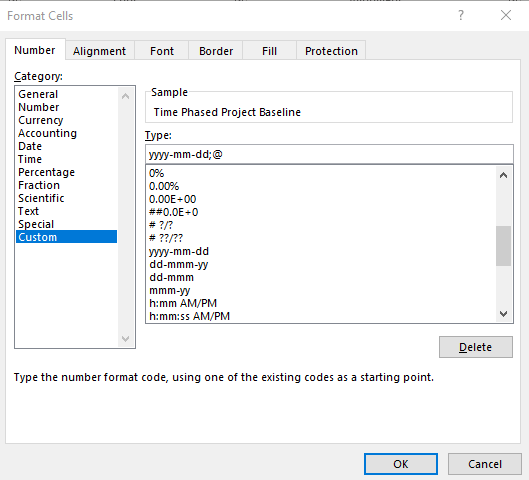 Format Cells ? ×
Number Alignment Font Border Fill Protection
Category:
General
Number
Currency
Accounting
Date
Time
Percentage
Fraction
Scientific
Text
Special
Custom
Sample
Time Phased Project Baseline
Type:
yyyy-mm-dd;@
0%
0.00%
0.00E+00
##0.0E+0
# ?/?
# ??/??
yyyy-mm-dd
dd-mmm-yy
dd-mmm
mmm-yy
h:mm AM/PM
h:mm:ss AM/PM
Delete
Type the number format code, using one of the existing codes as a starting point.
OK Cancel